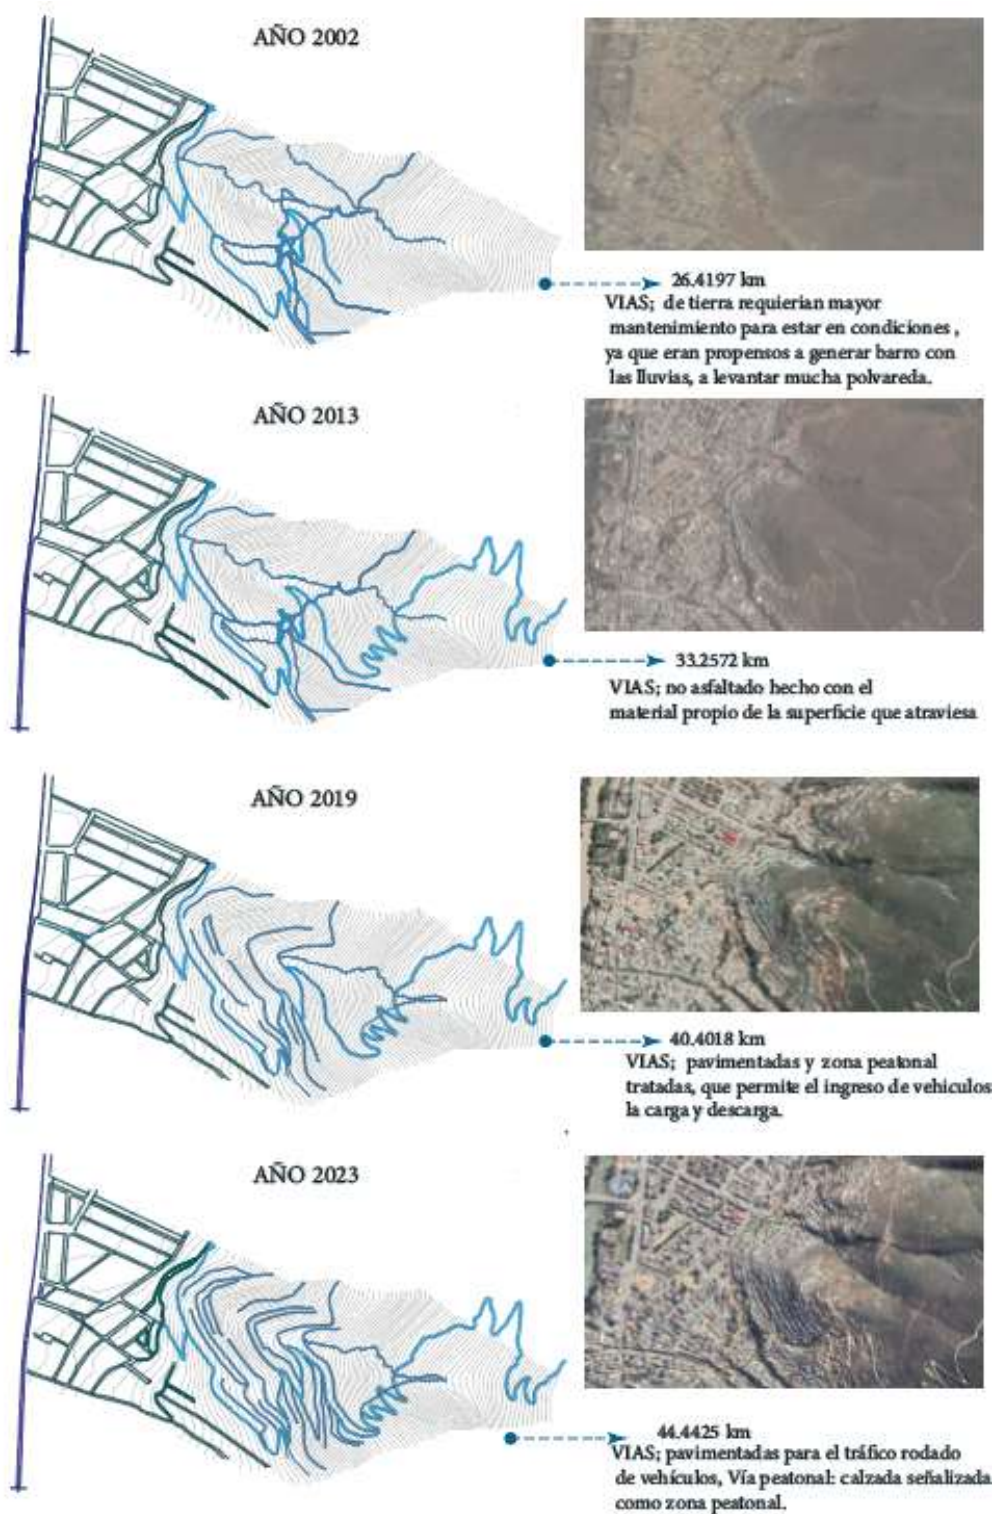 AÑO 2002
26.4197 km
VIAS; de tierra requierian mayor
mantenimiento para estar en condiciones ,
ya que eran propensos a generar barro con
las lluvias, a levantar mucha polvareda.
AÑO 2013
33.2572 km
VIAS; no asfaltado hecho con el
material propio de la superficie que atraviesa
AÑO 2019
40.4018 km
VIAS; pavimentadas y zona peatonal
tratadas, que permite el ingreso de vehiculos
la carga y descarga.
AÑO 2023
44.4425 km
VIAS; pavimentadas para el tráfico rodado
de vehículos, Vía peatonal: calzada señalizada
como zona peatonal.